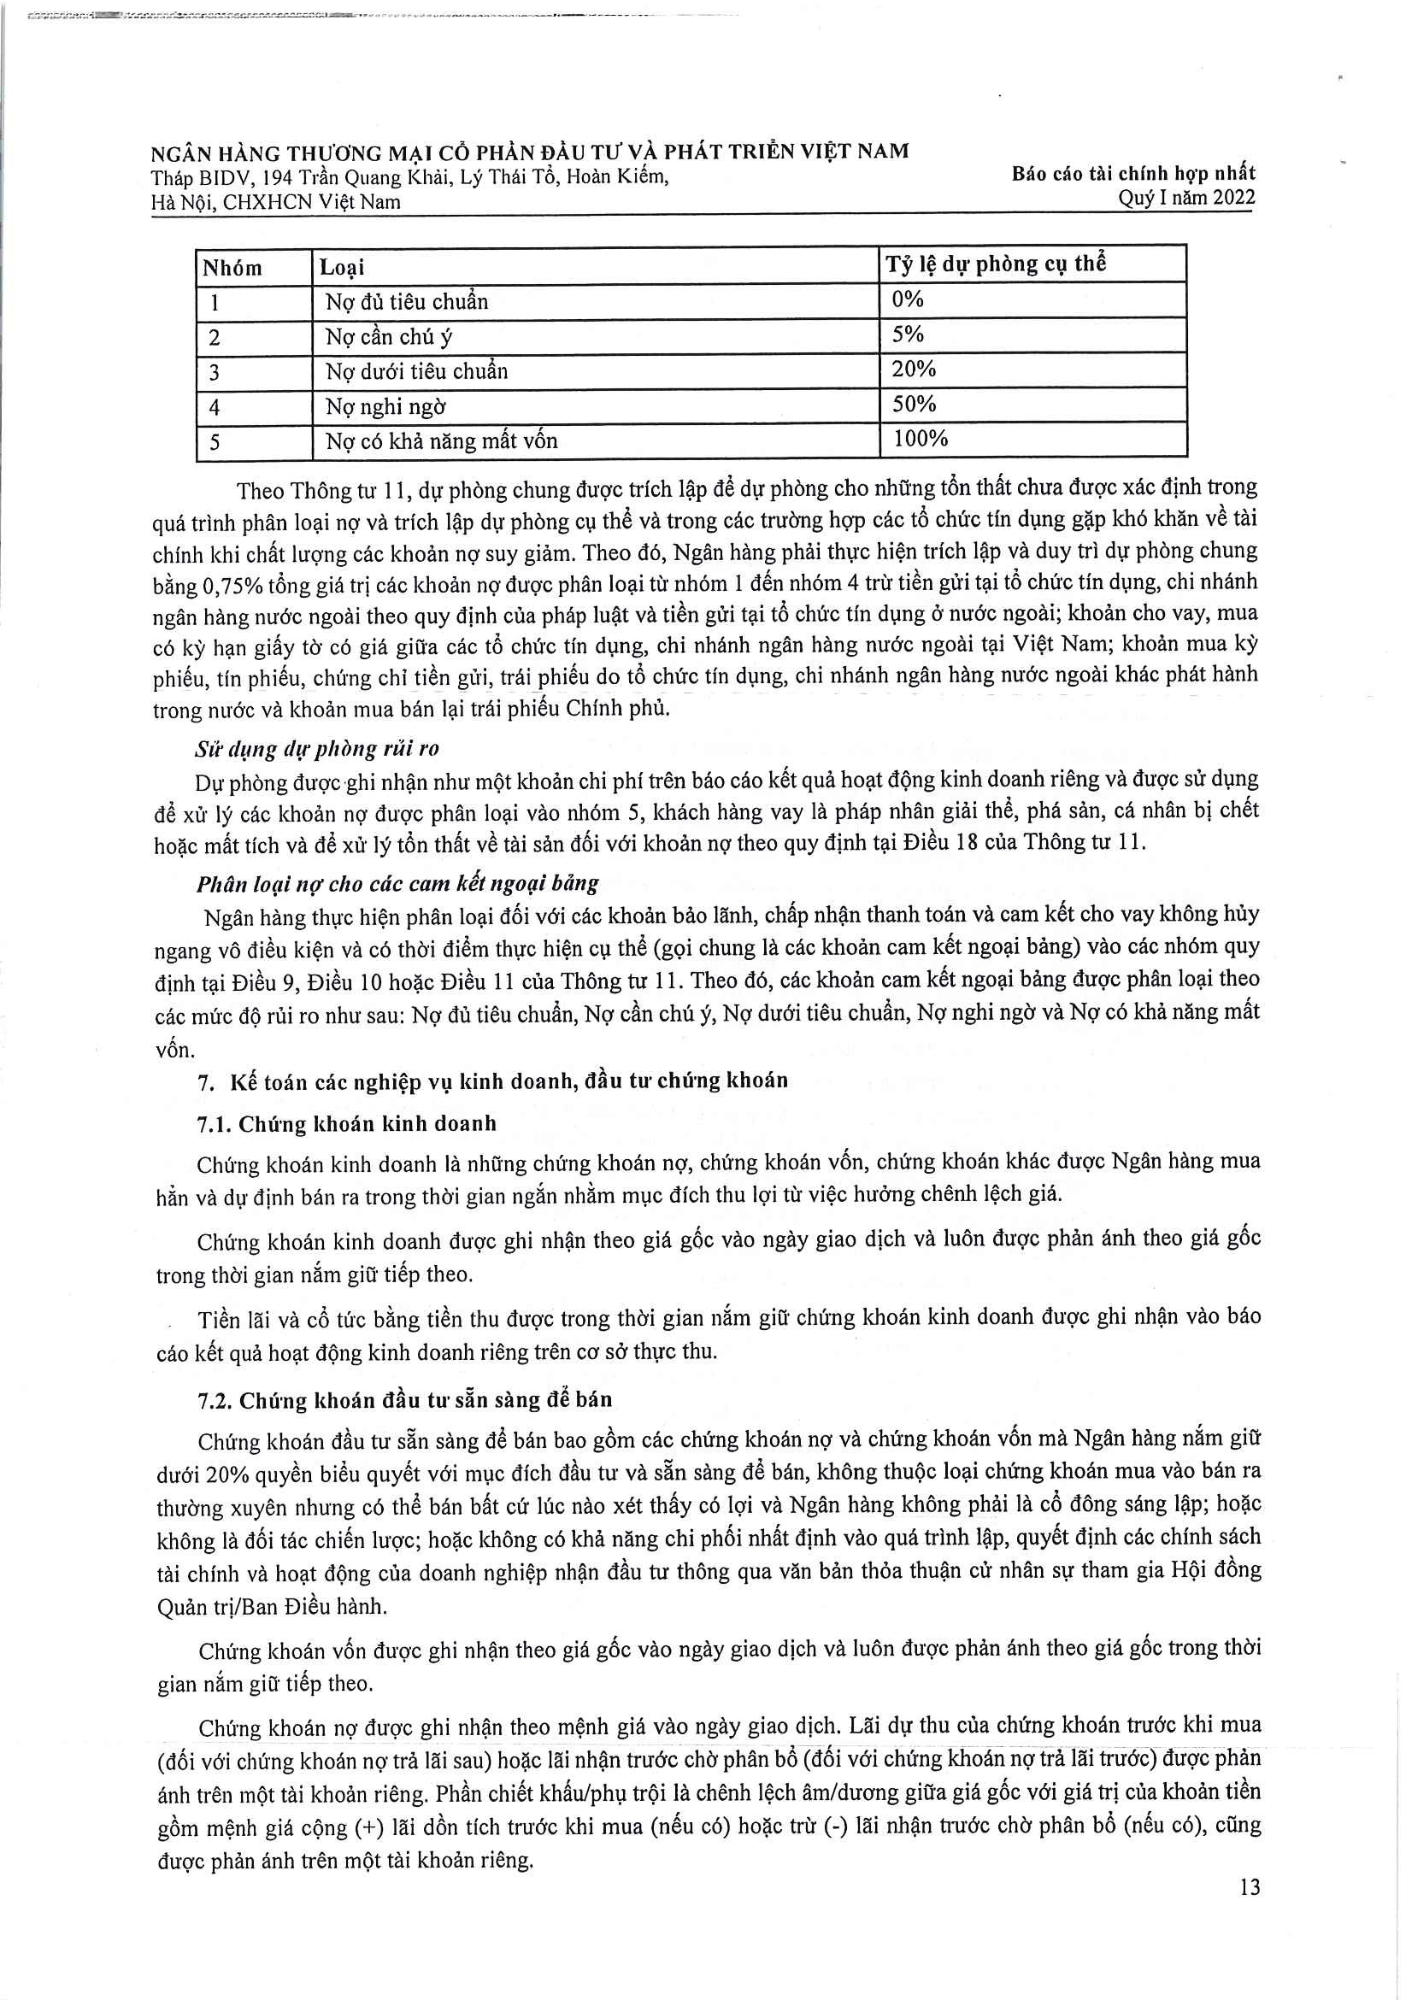 NGÂN HÀNG THƯƠNG MẠI CỔ PHẦN ĐẦU TƯ VÀ PHÁT TRIỂN VIỆT NAM
Tháp BIDV, 194 Trần Quang Khải, Lý Thái Tổ, Hoàn Kiếm,
Hà Nội, CHXHCN Việt Nam
Báo cáo tài chính hợp nhất
Quý I năm 2022
Nhóm Loại Tỷ lệ dự phòng cụ thể
1 Nợ đủ tiêu chuẩn 0%
2 Nợ cần chú ý 5%
3 Nợ dưới tiêu chuẩn 20%
4 Nợ nghi ngờ 50%
5 Nợ có khả năng mất vốn 100%
Theo Thông tư 11, dự phòng chung được trích lập để dự phòng cho những tổn thất chưa được xác định trong
quá trình phân loại nợ và trích lập dự phòng cụ thể và trong các trường hợp các tổ chức tín dụng gặp khó khăn về tài
chính khi chất lượng các khoản nợ suy giảm. Theo đó, Ngân hàng phải thực hiện trích lập và duy trì dự phòng chung
bằng 0,75% tổng giá trị các khoản nợ được phân loại từ nhóm 1 đến nhóm 4 trừ tiền gửi tại tổ chức tín dụng, chi nhánh
ngân hàng nước ngoài theo quy định của pháp luật và tiền gửi tại tổ chức tín dụng ở nước ngoài; khoản cho vay, mua
có kỳ hạn giấy tờ có giá giữa các tổ chức tín dụng, chi nhánh ngân hàng nước ngoài tại Việt Nam; khoản mua kỳ
phiếu, tín phiếu, chứng chỉ tiền gửi, trái phiếu do tổ chức tín dụng, chi nhánh ngân hàng nước ngoài khác phát hành
trong nước và khoản mua bán lại trái phiếu Chính phủ.
Sử dụng dự phòng rủi ro
Dự phòng được ghi nhận như một khoản chi phí trên báo cáo kết quả hoạt động kinh doanh riêng và được sử dụng
để xử lý các khoản nợ được phân loại vào nhóm 5, khách hàng vay là pháp nhân giải thể, phá sản, cá nhân bị chết
hoặc mất tích và để xử lý tổn thất về tài sản đối với khoản nợ theo quy định tại Điều 18 của Thông tư 11.
Phân loại nợ cho các cam kết ngoại bảng
Ngân hàng thực hiện phân loại đối với các khoản bảo lãnh, chấp nhận thanh toán và cam kết cho vay không hủy
ngang vô điều kiện và có thời điểm thực hiện cụ thể (gọi chung là các khoản cam kết ngoại bảng) vào các nhóm quy
định tại Điều 9, Điều 10 hoặc Điều 11 của Thông tư 11. Theo đó, các khoản cam kết ngoại bảng được phân loại theo
các mức độ rủi ro như sau: Nợ đủ tiêu chuẩn, Nợ cần chú ý, Nợ dưới tiêu chuẩn, Nợ nghi ngờ và Nợ có khả năng mất
vốn.
7. Kế toán các nghiệp vụ kinh doanh, đầu tư chứng khoán
7.1. Chứng khoán kinh doanh
Chứng khoán kinh doanh là những chứng khoán nợ, chứng khoán vốn, chứng khoán khác được Ngân hàng mua
hẳn và dự định bán ra trong thời gian ngắn nhằm mục đích thu lợi từ việc hưởng chênh lệch giá.
Chứng khoán kinh doanh được ghi nhận theo giá gốc vào ngày giao dịch và luôn được phản ánh theo giá gốc
trong thời gian nắm giữ tiếp theo.
Tiền lãi và cổ tức bằng tiền thu được trong thời gian nắm giữ chứng khoán kinh doanh được ghi nhận vào báo
cáo kết quả hoạt động kinh doanh riêng trên cơ sở thực thu.
7.2. Chứng khoán đầu tư sẵn sàng để bán
Chứng khoán đầu tư sẵn sàng để bán bao gồm các chứng khoán nợ và chứng khoán vốn mà Ngân hàng nắm giữ
dưới 20% quyền biểu quyết với mục đích đầu tư và sẵn sàng để bán, không thuộc loại chứng khoán mua vào bán ra
thường xuyên nhưng có thể bán bất cứ lúc nào xét thấy có lợi và Ngân hàng không phải là cổ đông sáng lập; hoặc
không là đối tác chiến lược; hoặc không có khả năng chi phối nhất định vào quá trình lập, quyết định các chính sách
tài chính và hoạt động của doanh nghiệp nhận đầu tư thông qua văn bản thỏa thuận cử nhân sự tham gia Hội đồng
Quản trị/Ban Điều hành.
Chứng khoán vốn được ghi nhận theo giá gốc vào ngày giao dịch và luôn được phản ánh theo giá gốc trong thời
gian nắm giữ tiếp theo.
Chứng khoán nợ được ghi nhận theo mệnh giá vào ngày giao dịch. Lãi dự thu của chứng khoán trước khi mua
(đối với chứng khoán nợ trả lãi sau) hoặc lãi nhận trước chờ phân bổ (đối với chứng khoán nợ trả lãi trước) được phản
ánh trên một tài khoản riêng. Phần chiết khấu/phụ trội là chênh lệch âm/dương giữa giá gốc với giá trị của khoản tiền
gồm mệnh giá cộng (+) lãi dồn tích trước khi mua (nếu có) hoặc trừ (-) lãi nhận trước chờ phân bổ (nếu có), cũng
được phản ánh trên một tài khoản riêng.
13